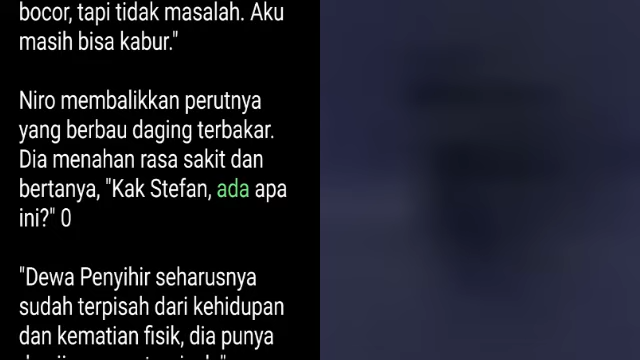 bocor, tapi tidak masalah. Aku
masih bisa kabur."
Niro membalikkan perutnya
yang berbau daging terbakar.
Dia menahan rasa sakit dan
bertanya, "Kak Stefan, ada apa
ini?" 0
"Dewa Penyihir seharusnya
sudah terpisah dari kehidupan
dan kematian fisik, dia punya